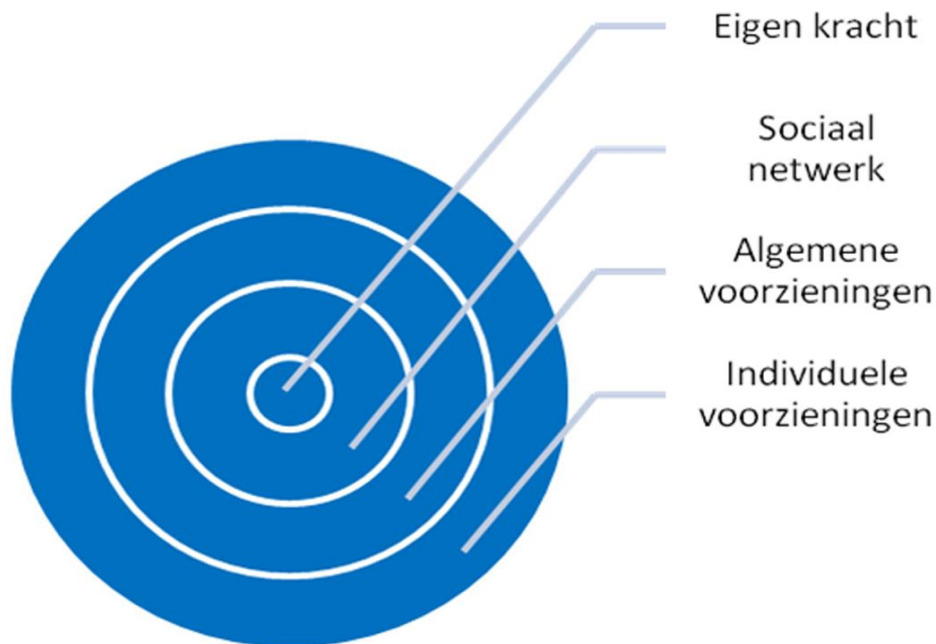 Eigen kracht
Sociaal
netwerk
Algemene
voorzieningen
Individuele
voorzieningen